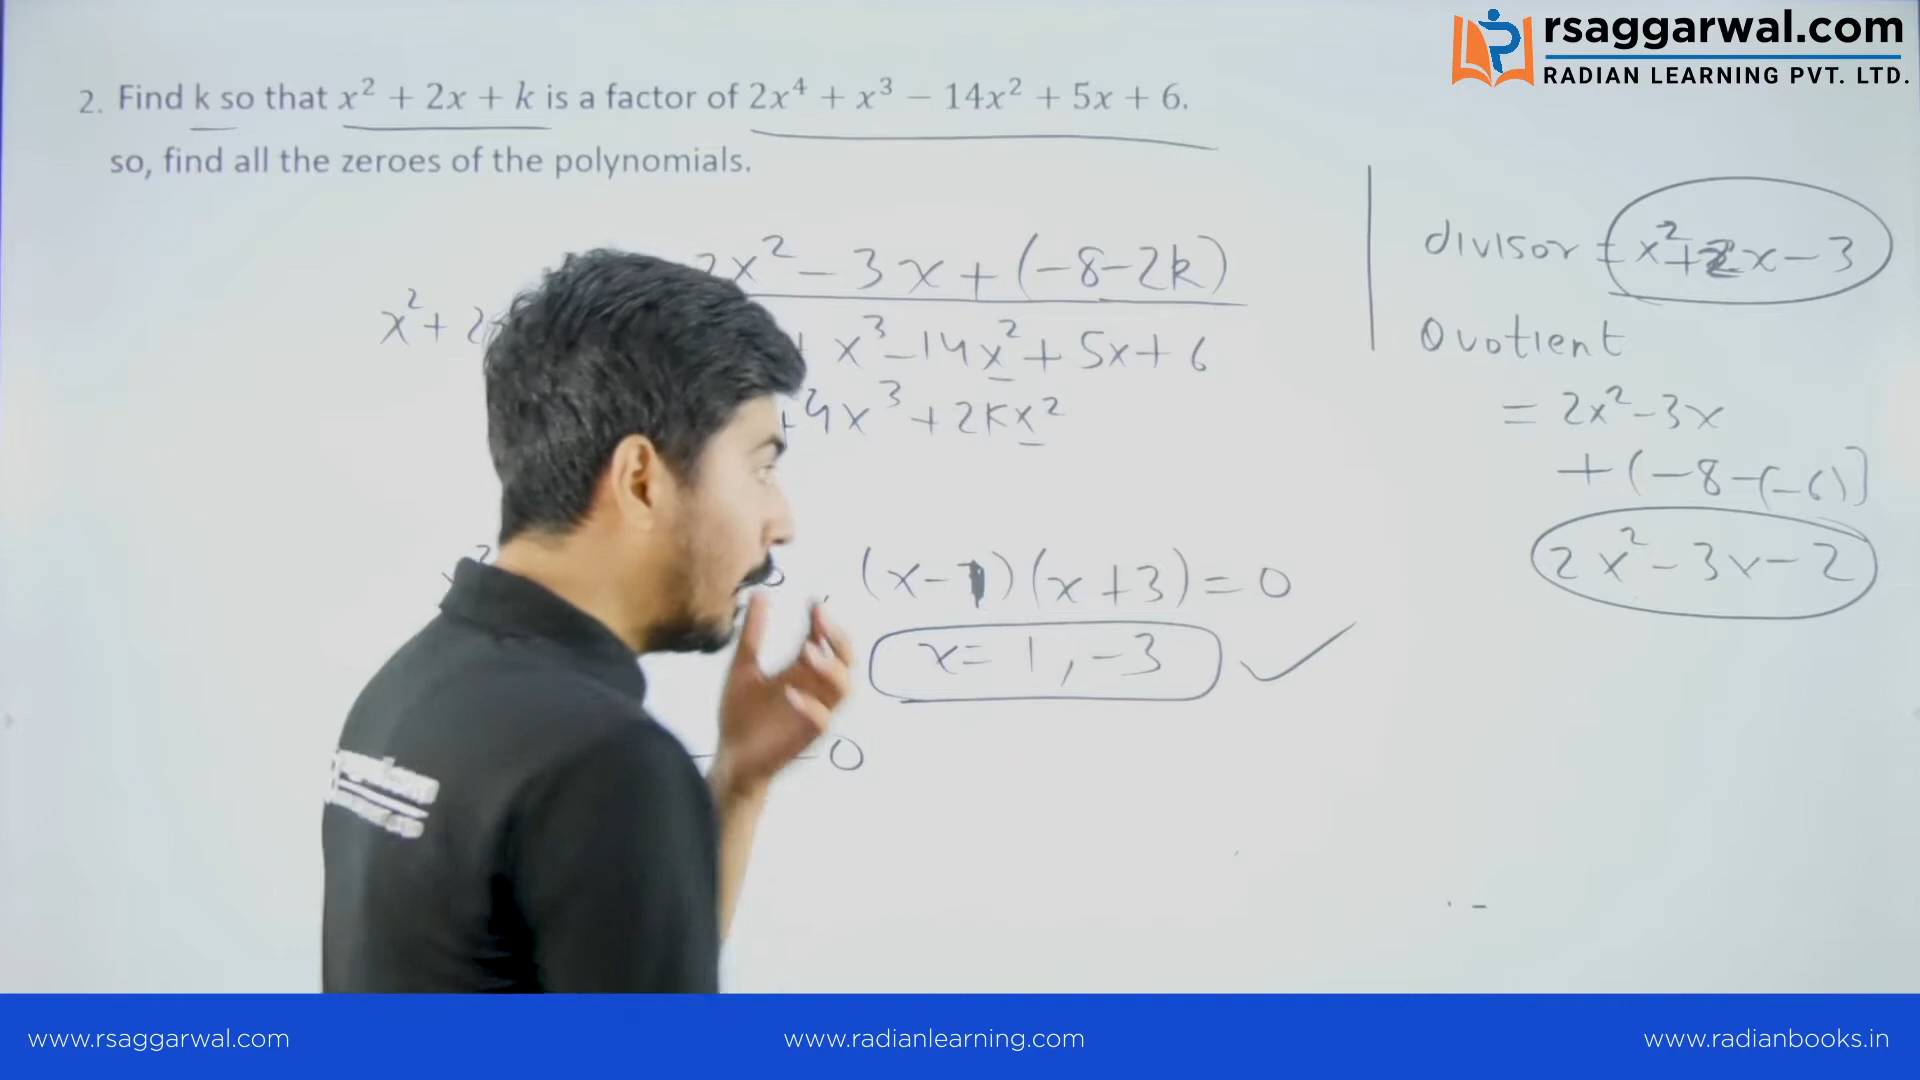 rsaggarwal.com
RADIAN LEARNING PVT. LTD.
2. Find k so that x² + 2x + k is a factor of 2x⁴ + x³ − 14x² + 5x + 6.
so, find all the zeroes of the polynomials.
2x² − 3x + (−8−2k)
x² + 2
x³ − 14x² + 5x + 6
+4x³ + 2kx²
(x−1)(x+3) = 0
x = 1, −3
= 0
divisor = x² + 2x − 3
Quotient
= 2x² − 3x
+ (−8 − (−6)]
2x² − 3x − 2
www.rsaggarwal.com
www.radianlearning.com
www.radianbooks.in